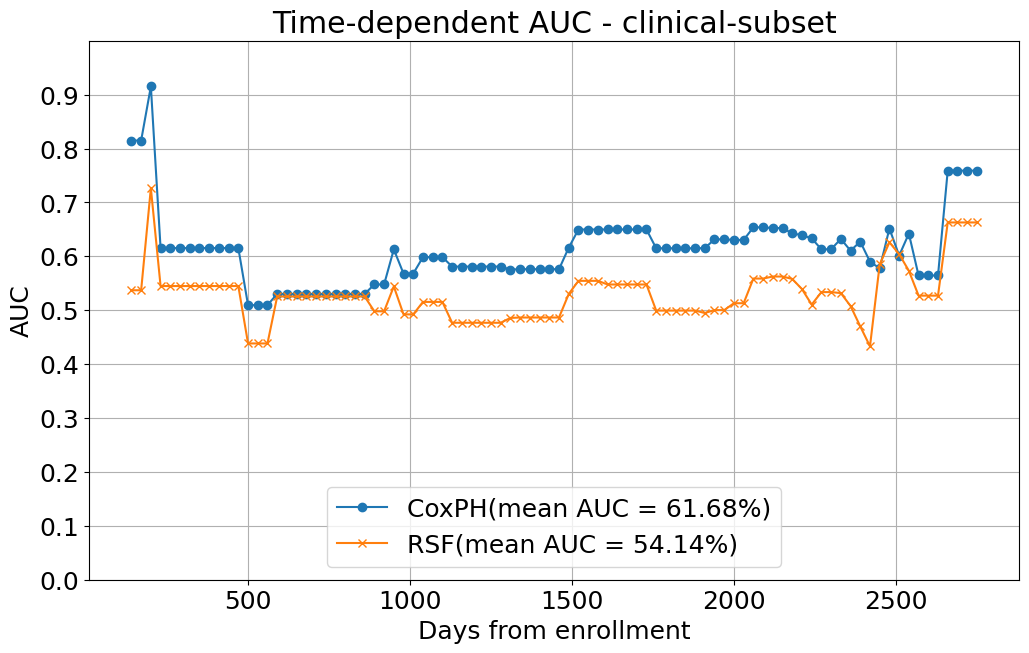 Time-dependent AUC - clinical-subset
AUC
0.9
0.8
0.7
0.6
0.5
0.4
0.3
0.2
0.1
0.0
CoxPH(mean AUC = 61.68%)
RSF(mean AUC = 54.14%)
500 1000 1500 2000 2500
Days from enrollment